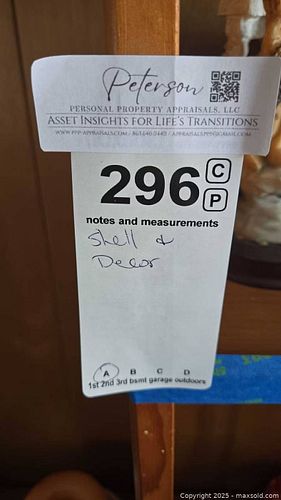 Peterson
PERSONAL PROPERTY APPRAISALS, LLC
ASSET INSIGHTS FOR LIFE'S TRANSITIONS
296 C
P
notes and measurements
Shell &
Decor
A B C D
1st 2nd 3rd bsmt garage outdoors
Copyright 2025 - maxsold.com